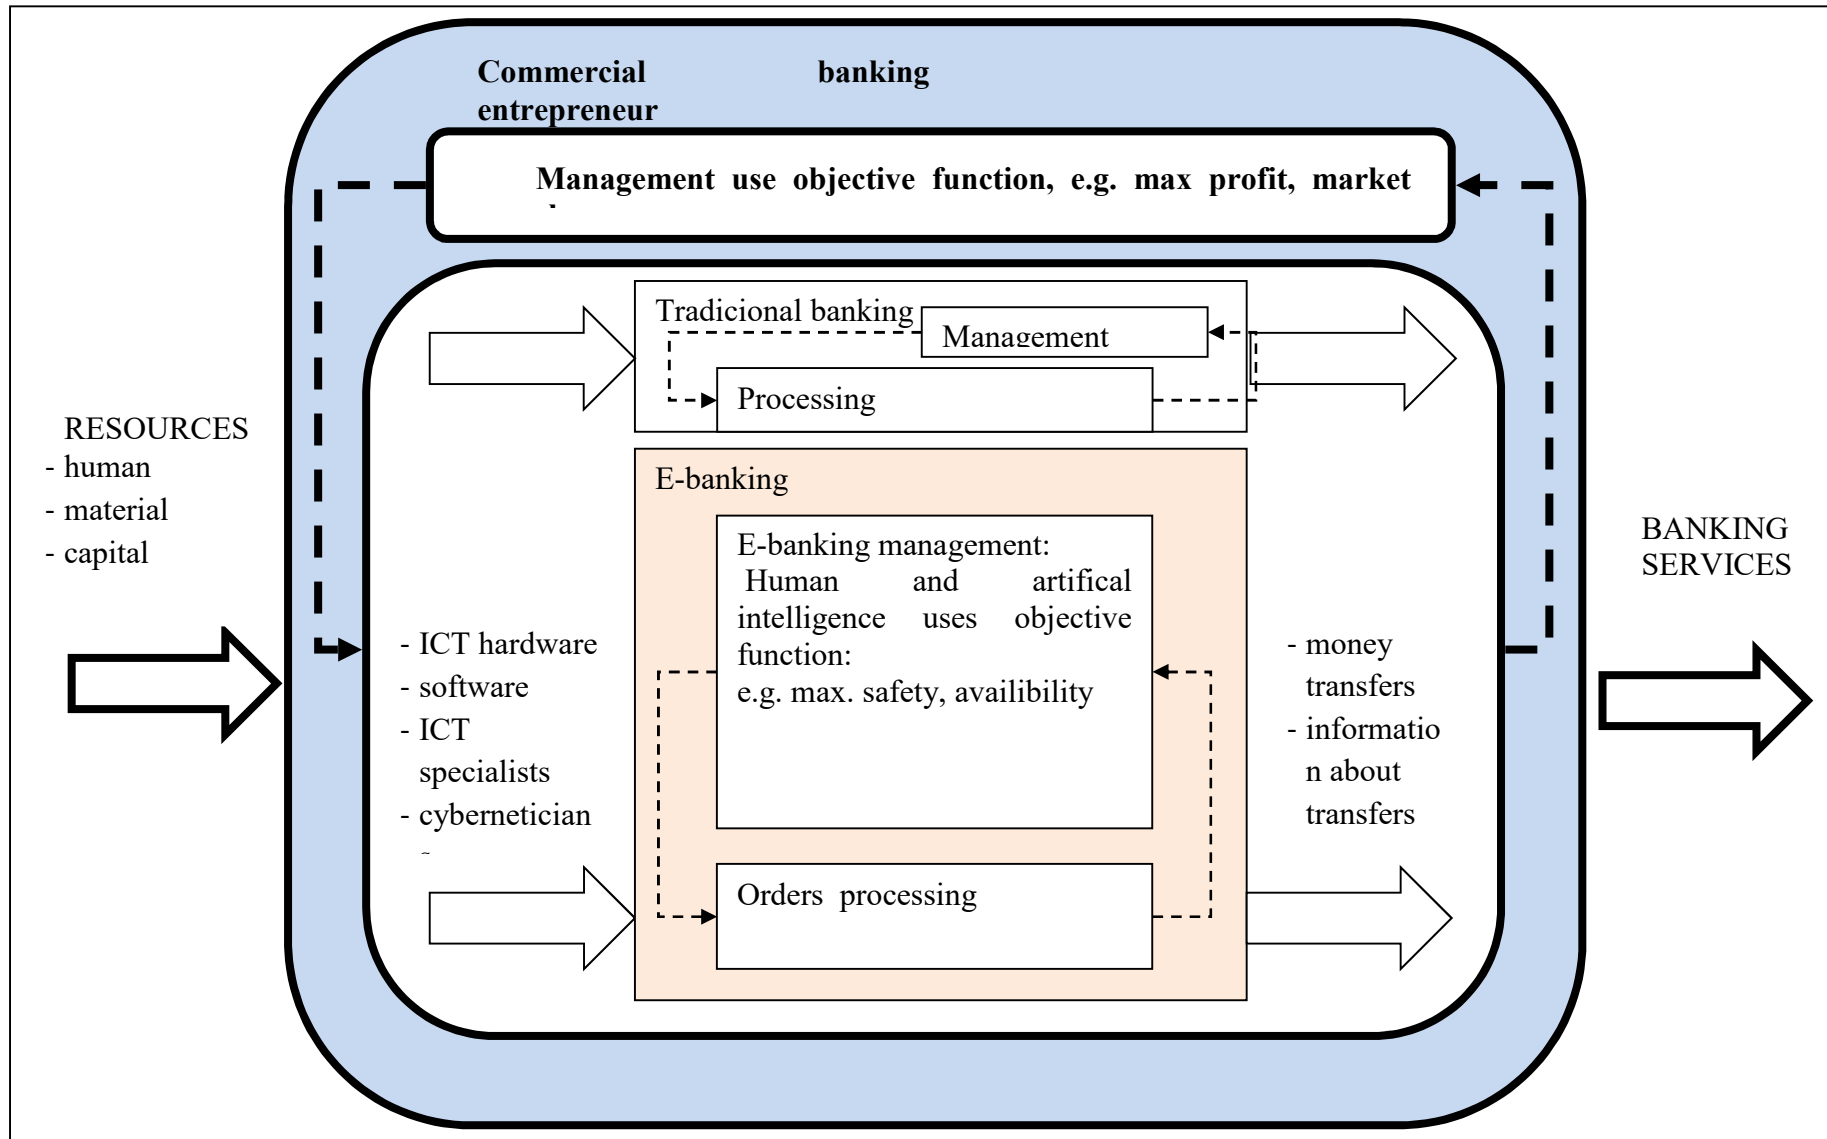 Commercial banking
entrepreneur
Management use objective function, e.g. max profit, market
Tradicional banking
Management
Processing
RESOURCES
- human
- material
- capital
E-banking
E-banking management:
Human and artifical
intelligence uses objective
function:
e.g. max. safety, availibility
- ICT hardware
- software
- ICT
specialists
- cybernetician
Orders processing
- money
transfers
- informatio
n about
transfers
BANKING
SERVICES